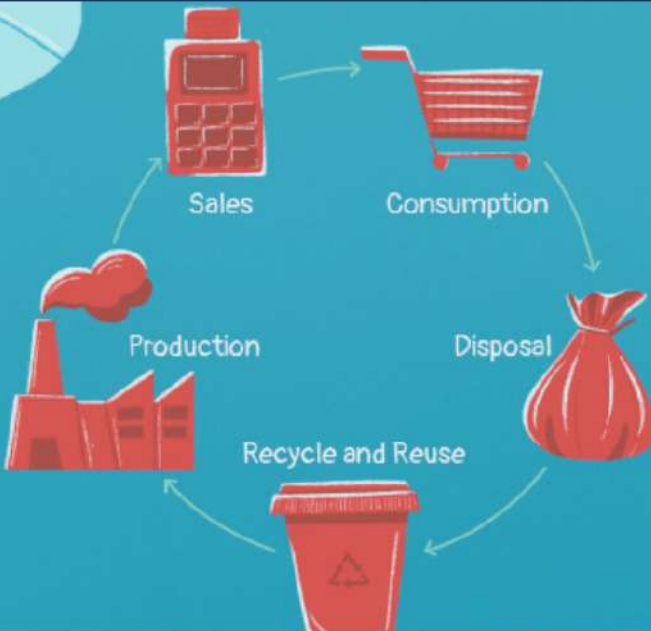 Sales
Consumption
Production
Disposal
Recycle and Reuse